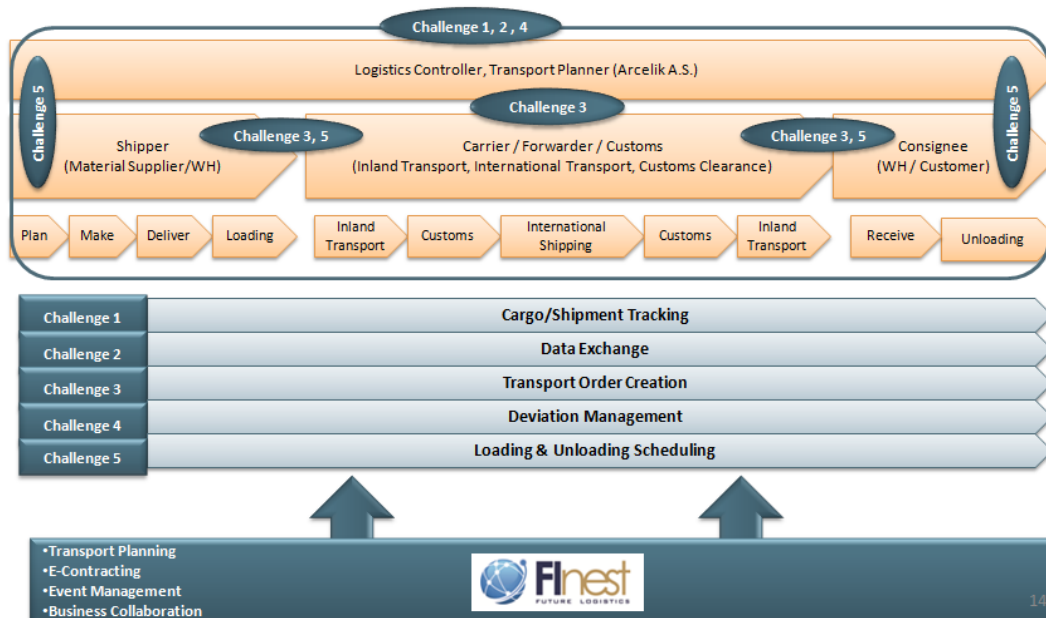 Challenge 1, 2 , 4
Logistics Controller, Transport Planner (Arcelik A.S.)
Challenge 5
Challenge 5
Challenge 3
Challenge 3, 5
Challenge 3, 5
Shipper
(Material Supplier/WH)
Carrier / Forwarder / Customs
(Inland Transport, International Transport, Customs Clearance)
Consignee
(WH / Customer)
Plan
Make
Deliver
Loading
Inland
Transport
Customs
International
Shipping
Customs
Inland
Transport
Receive
Unloading
Challenge 1
Cargo/Shipment Tracking
Challenge 2
Data Exchange
Challenge 3
Transport Order Creation
Challenge 4
Deviation Management
Challenge 5
Loading & Unloading Scheduling
•Transport Planning
•E-Contracting
•Event Management
•Business Collaboration
FInest
FUTURE LOGISTICS
14